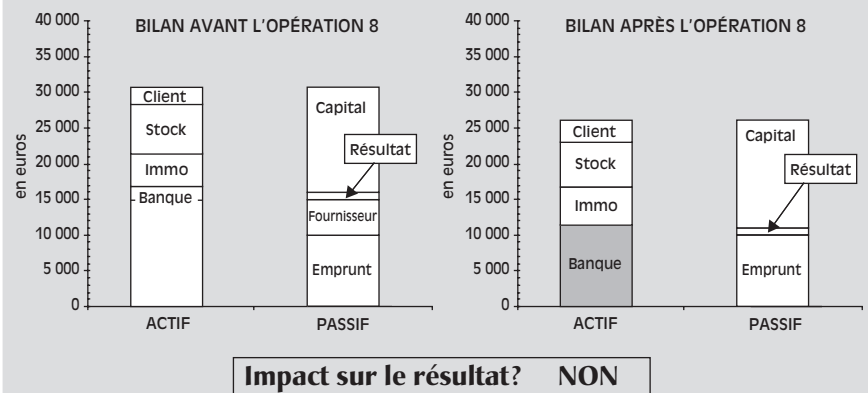 BILAN AVANT L'OPÉRATION 8
en euros
40 000
35 000
30 000
25 000
20 000
15 000
10 000
5 000
0
Client
Stock
Immo
Banque
Capital
Résultat
Fournisseur
Emprunt
ACTIF
PASSIF
BILAN APRÈS L'OPÉRATION 8
en euros
40 000
35 000
30 000
25 000
20 000
15 000
10 000
5 000
0
Client
Stock
Immo
Banque
Capital
Résultat
Emprunt
ACTIF
PASSIF
Impact sur le résultat? NON